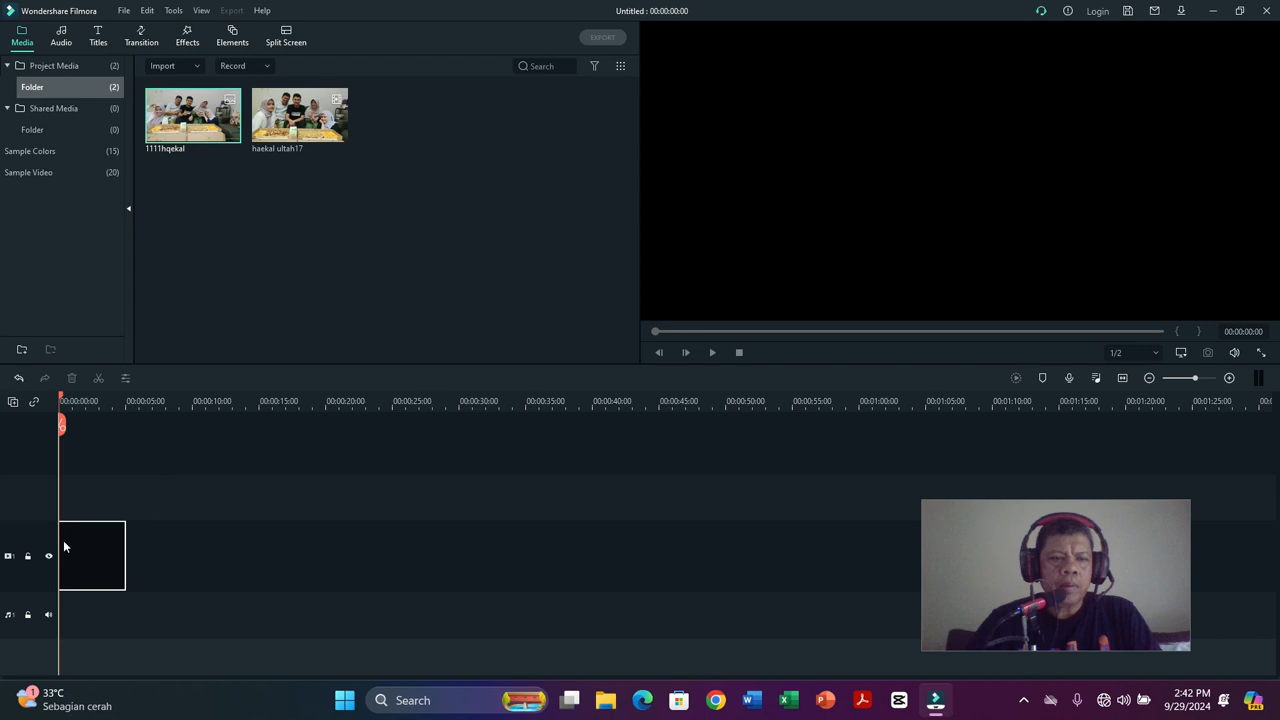 Wondershare Filmora File Edit Tools View Export Help Untitled : 00:00:00:00 Login
Media Audio Titles Transition Effects Elements Split Screen EXPORT
Project Media (2) Import Record Search
Folder (2)
Shared Media (0)
Folder (0)
Sample Colors (15)
Sample Video (20)
1111hqekal haekal ultah17
00:00:00:00
1/2
00:00:00:00 00:00:05:00 00:00:10:00 00:00:15:00 00:00:20:00 00:00:25:00 00:00:30:00 00:00:35:00 00:00:40:00 00:00:45:00 00:00:50:00 00:00:55:00 00:01:00:00 00:01:05:00 00:01:10:00 00:01:15:00 00:01:20:00 00:01:25:00
1
1
1 33°C
Sebagian cerah
Search
2:42 PM
9/29/2024
PRE